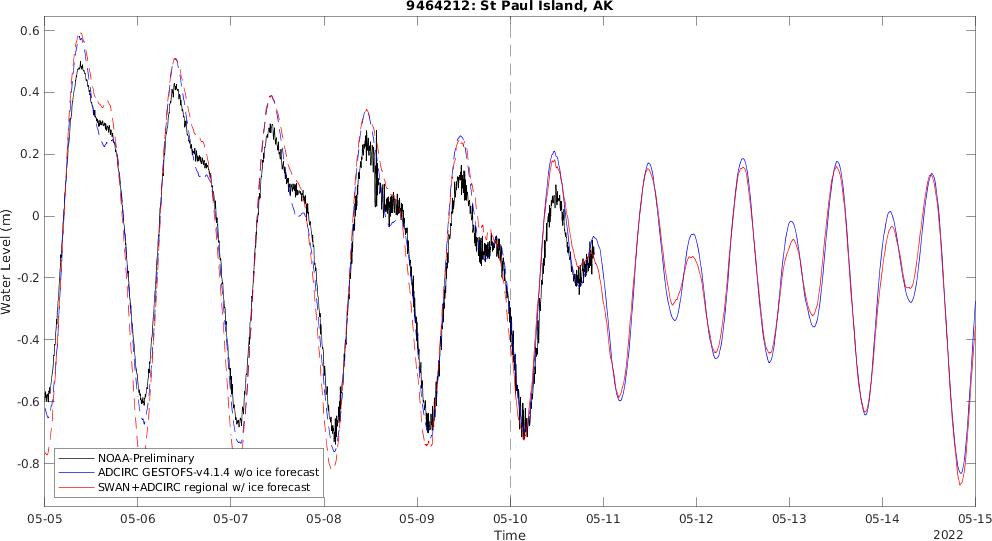 9464212: St Paul Island, AK
Water Level (m)
0.6
0.4
0.2
0
-0.2
-0.4
-0.6
-0.8
NOAA-Preliminary
ADCIRC GESTOFS-v4.1.4 w/o ice forecast
SWAN+ADCIRC regional w/ ice forecast
05-05 05-06 05-07 05-08 05-09 05-10 05-11 05-12 05-13 05-14 05-15
Time
2022